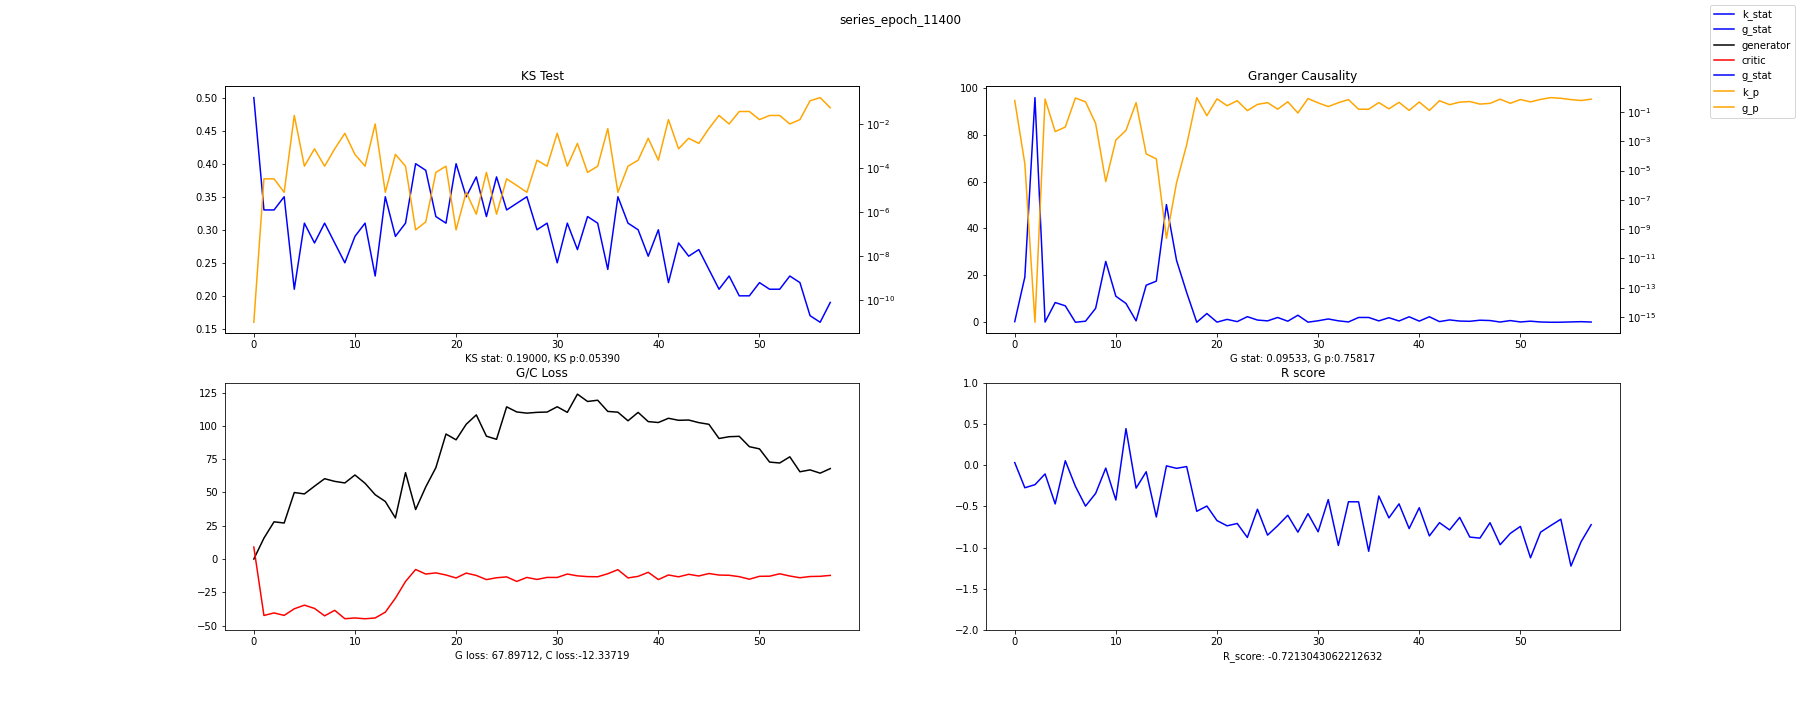 series_epoch_11400
k_stat
g_stat
generator
critic
g_stat
k_p
g_p
KS Test
0.50
0.45
0.40
0.35
0.30
0.25
0.20
0.15
10⁻²
10⁻⁴
10⁻⁶
10⁻⁸
10⁻¹⁰
0 10 20 30 40 50
KS stat: 0.19000, KS p:0.05390
Granger Causality
100
80
60
40
20
0
10⁻¹
10⁻³
10⁻⁵
10⁻⁷
10⁻⁹
10⁻¹¹
10⁻¹³
10⁻¹⁵
0 10 20 30 40 50
G stat: 0.09533, G p:0.75817
G/C Loss
125
100
75
50
25
0
−25
−50
0 10 20 30 40 50
G loss: 67.89712, C loss:-12.33719
R score
1.0
0.5
0.0
−0.5
−1.0
−1.5
−2.0
0 10 20 30 40 50
R_score: -0.7213043062212632